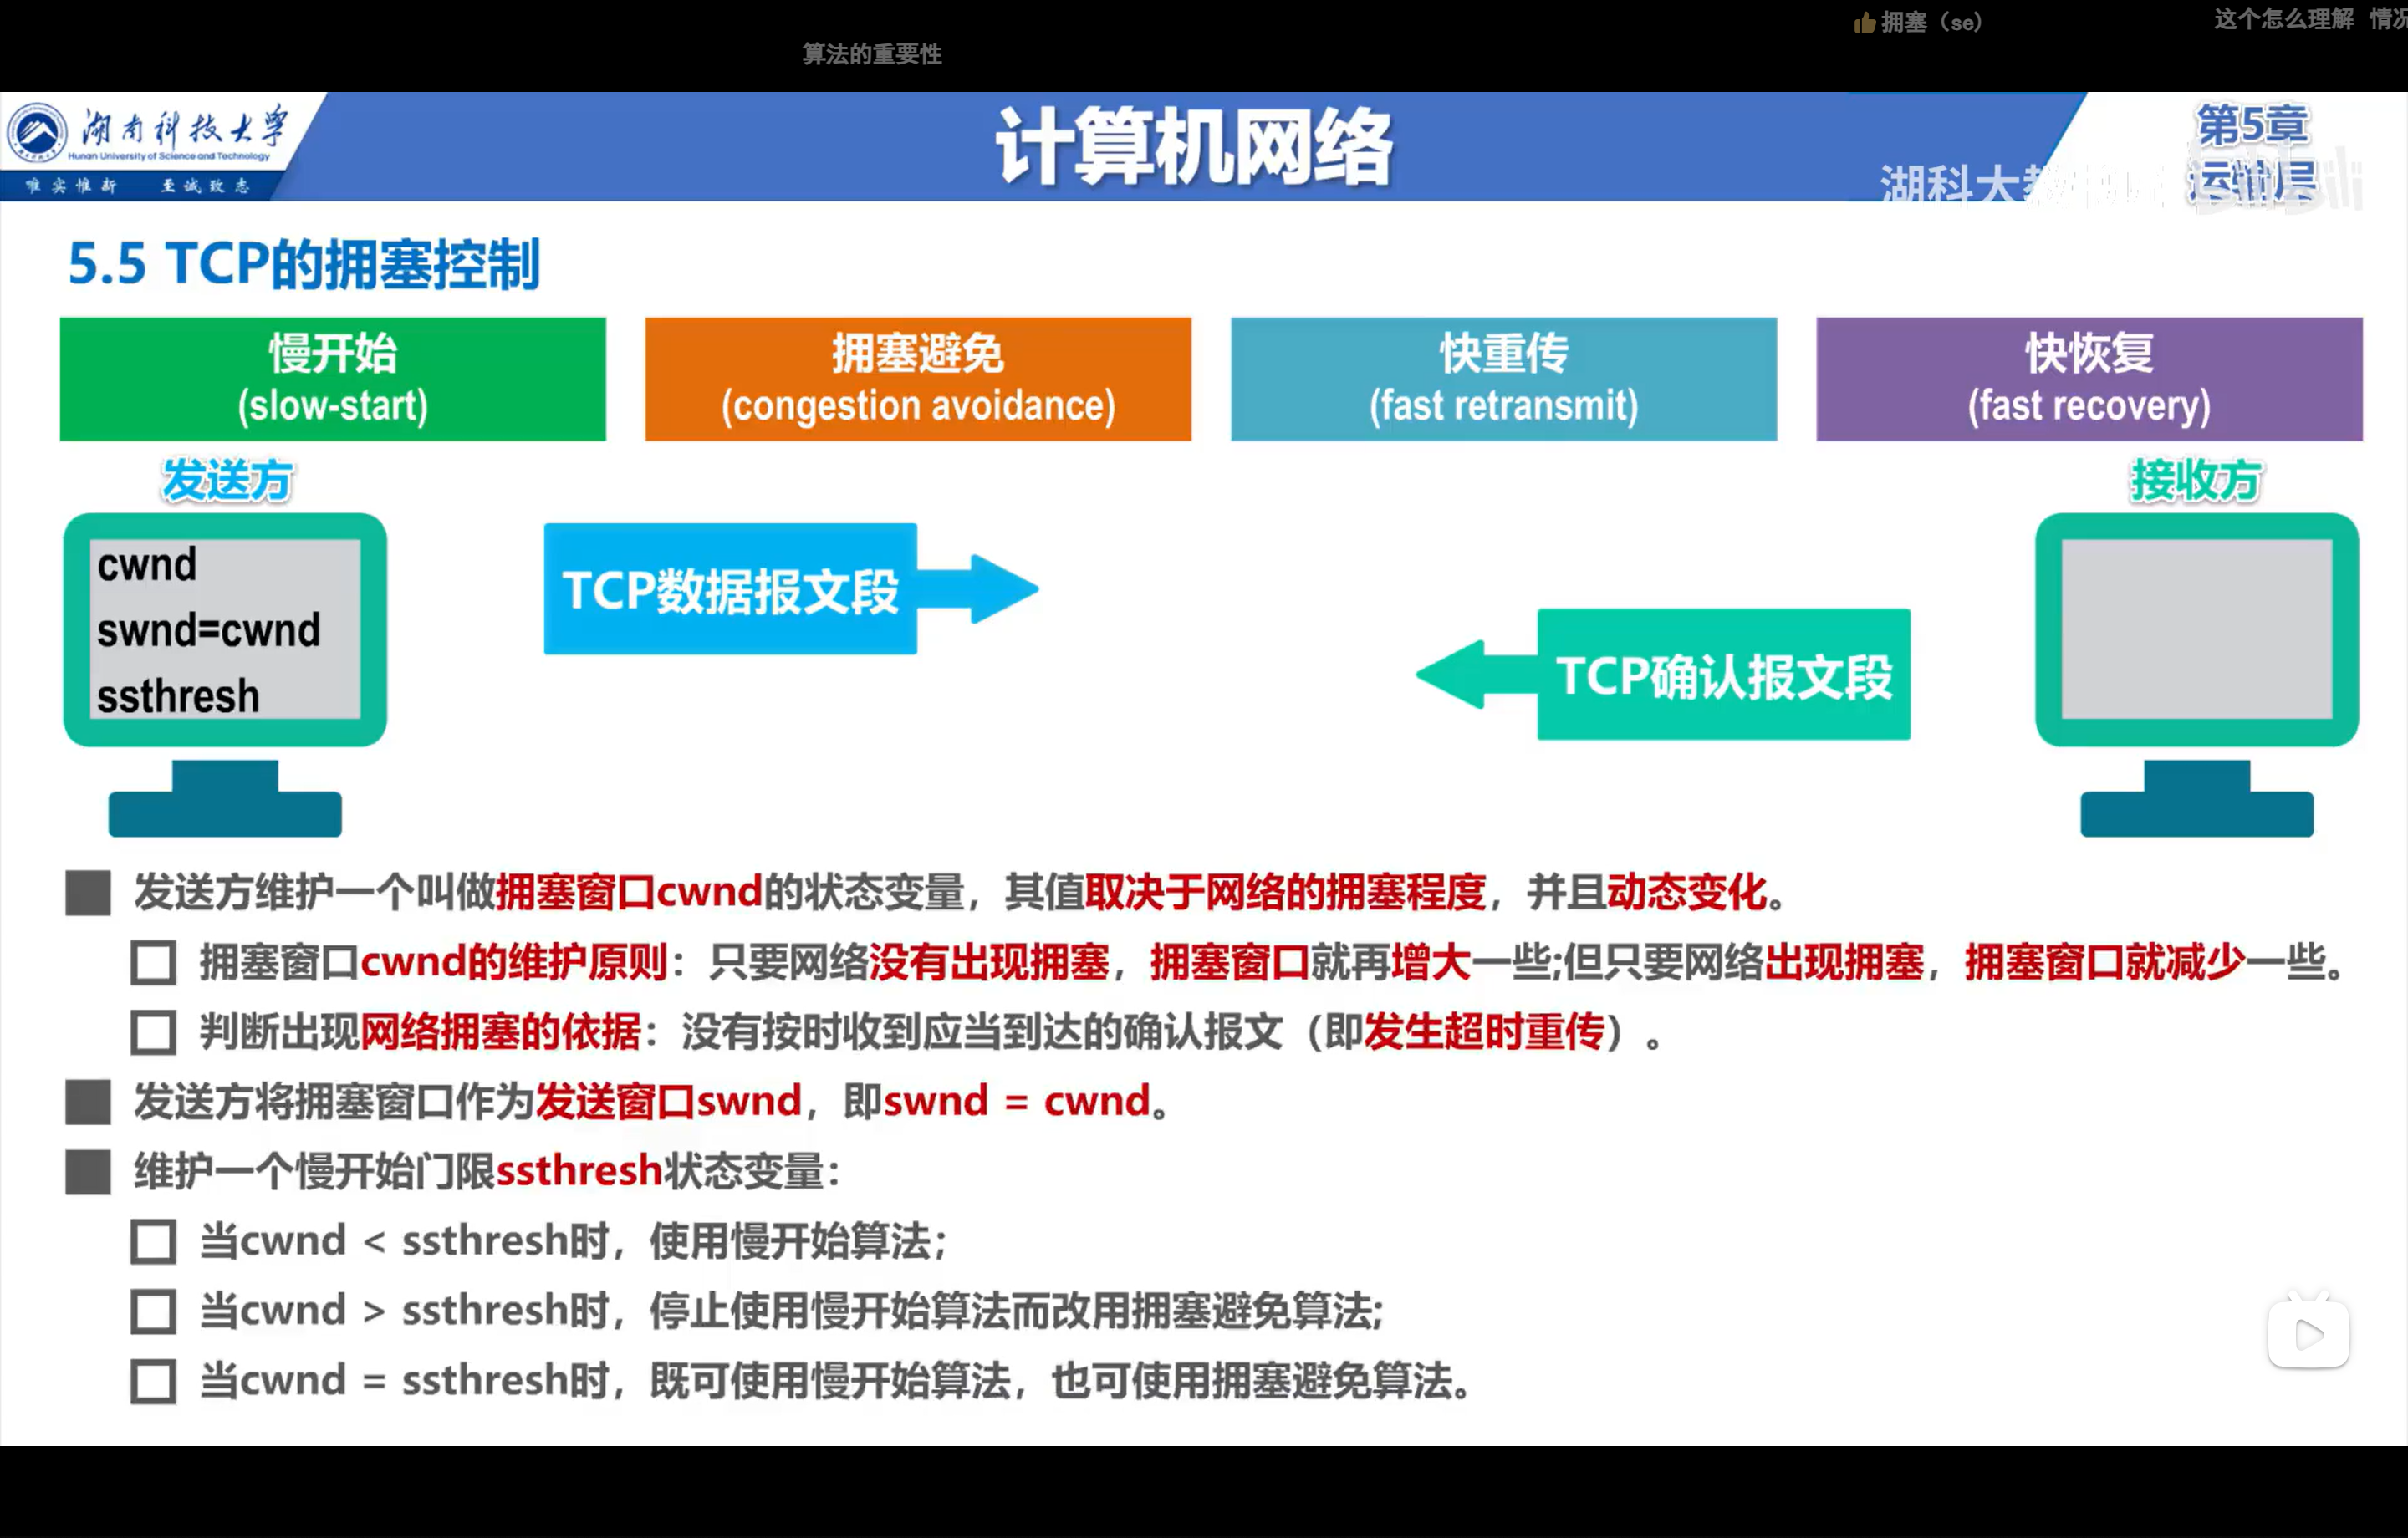 拥塞（se）
这个怎么理解 情况
算法的重要性
湖南科技大学
Hunan University of Science and Technology
唯实惟新 至诚致志
计算机网络
第5章
运输层
湖科大教
5.5 TCP的拥塞控制
慢开始
(slow-start)
拥塞避免
(congestion avoidance)
快重传
(fast retransmit)
快恢复
(fast recovery)
发送方
接收方
cwnd
swnd=cwnd
ssthresh
TCP数据报文段
TCP确认报文段
发送方维护一个叫做拥塞窗口cwnd的状态变量，其值取决于网络的拥塞程度，并且动态变化。
拥塞窗口cwnd的维护原则：只要网络没有出现拥塞，拥塞窗口就再增大一些;但只要网络出现拥塞，拥塞窗口就减少一些。
判断出现网络拥塞的依据：没有按时收到应当到达的确认报文（即发生超时重传）。
发送方将拥塞窗口作为发送窗口swnd，即swnd = cwnd。
维护一个慢开始门限ssthresh状态变量：
当cwnd < ssthresh时，使用慢开始算法；
当cwnd > ssthresh时，停止使用慢开始算法而改用拥塞避免算法;
当cwnd = ssthresh时，既可使用慢开始算法，也可使用拥塞避免算法。